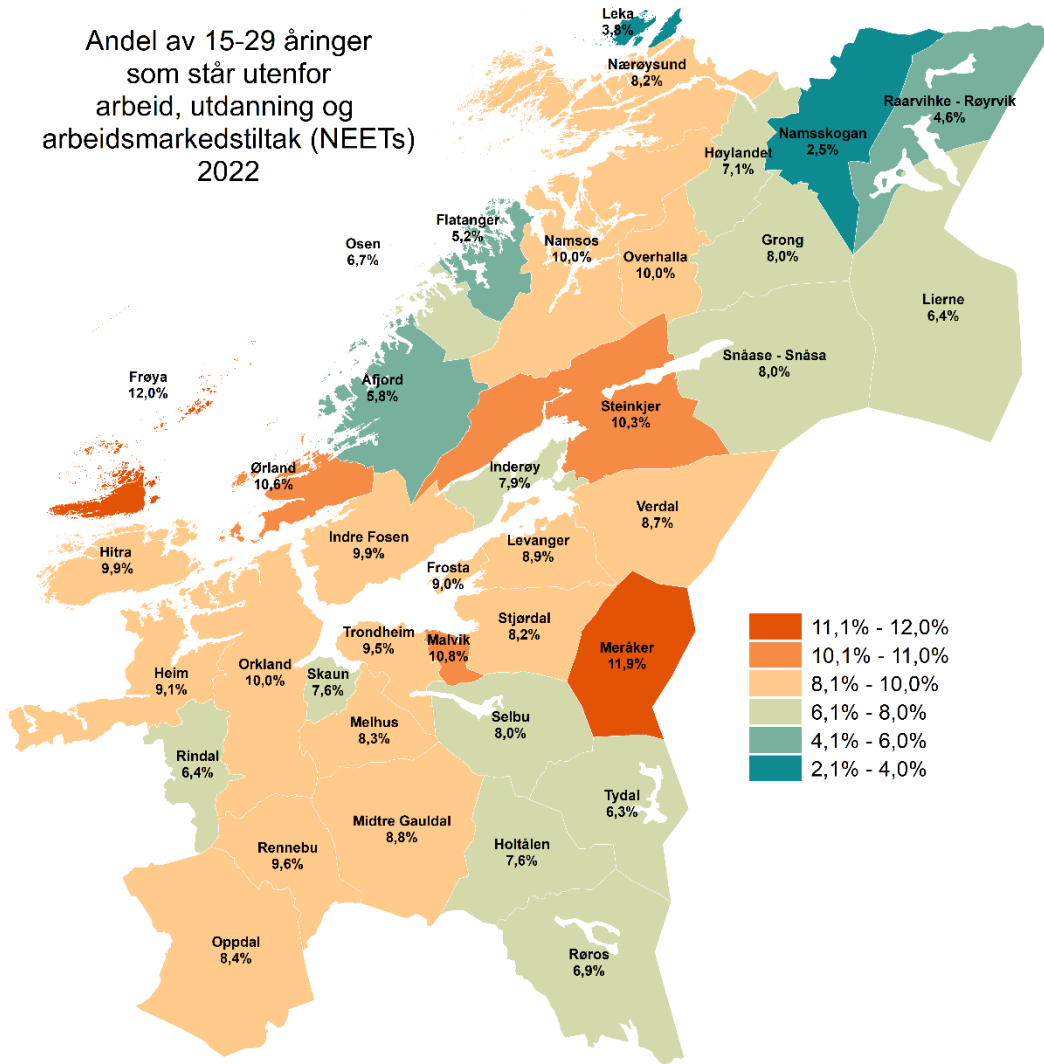 Andel av 15-29 åringer
som står utenfor
arbeid, utdanning og
arbeidsmarkedstiltak (NEETs)
2022
Leka
3,8%
Nærøysund
8,2%
Raarvihke - Røyrvik
4,6%
Namsskogan
2,5%
Høylandet
7,1%
Flatanger
5,2%
Osen
6,7%
Namsos
10,0%
Overhalla
10,0%
Grong
8,0%
Lierne
6,4%
Snåase - Snåsa
8,0%
Frøya
12,0%
Åfjord
5,8%
Steinkjer
10,3%
Ørland
10,6%
Inderøy
7,9%
Verdal
8,7%
Indre Fosen
9,9%
Levanger
8,9%
Hitra
9,9%
Frosta
9,0%
Stjørdal
8,2%
Trondheim
9,5%
Malvik
10,8%
Meråker
11,9%
Heim
9,1%
Orkland
10,0%
Skaun
7,6%
Melhus
8,3%
Selbu
8,0%
Rindal
6,4%
Tydal
6,3%
Midtre Gauldal
8,8%
Rennebu
9,6%
Holtålen
7,6%
Oppdal
8,4%
Røros
6,9%
11,1% - 12,0%
10,1% - 11,0%
8,1% - 10,0%
6,1% - 8,0%
4,1% - 6,0%
2,1% - 4,0%